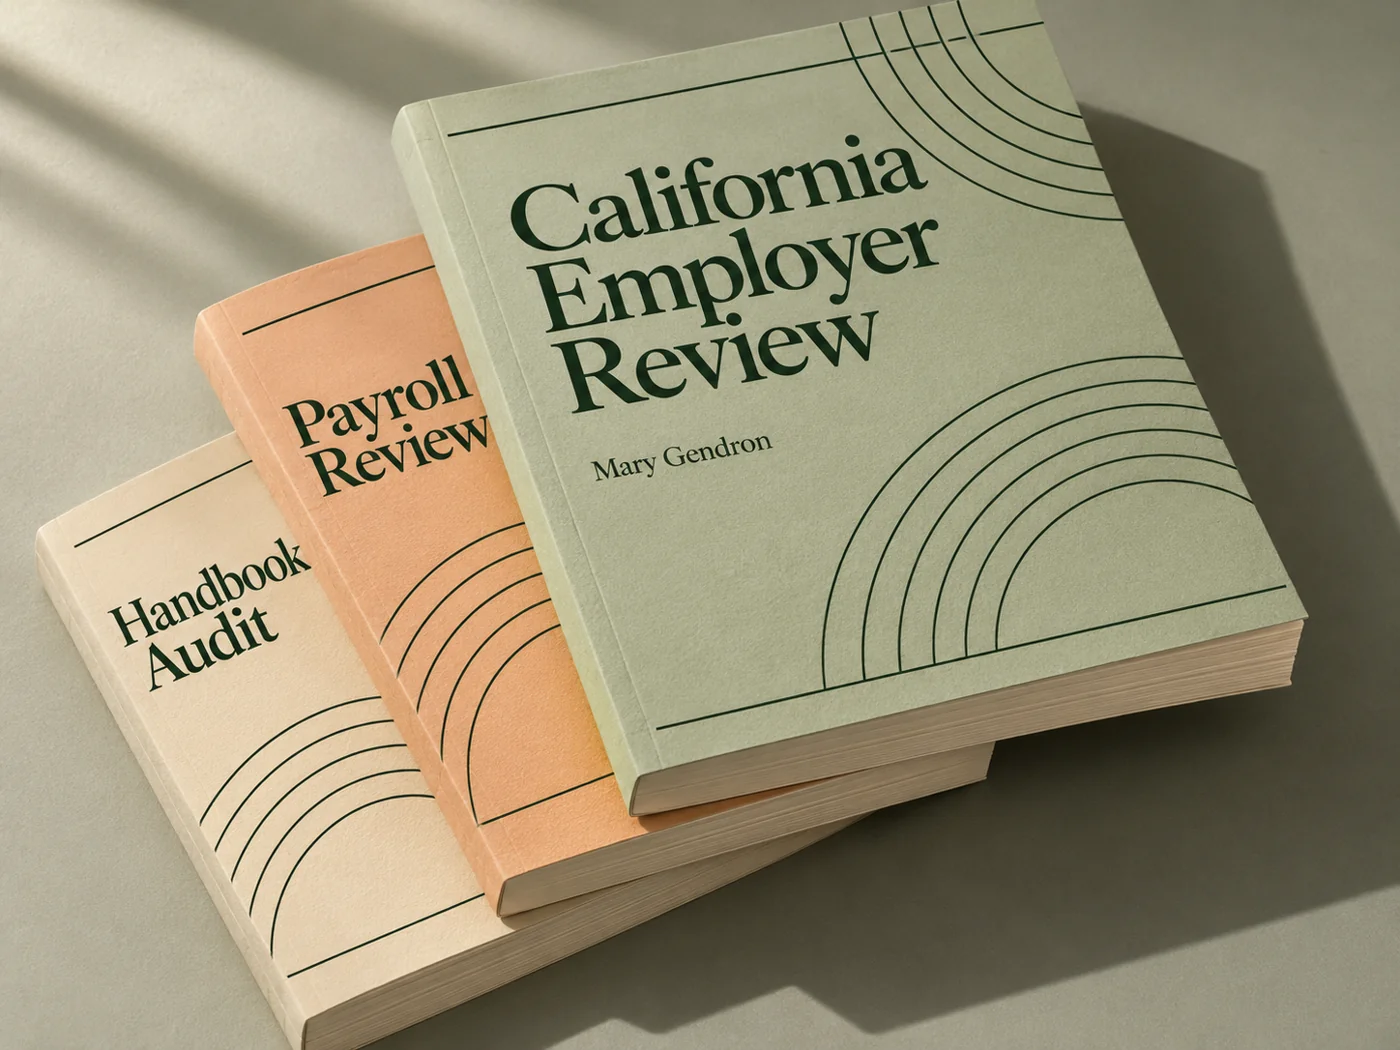 California
Employer
Review
Mary Gendron
Payroll
Review
Handbook
Audit